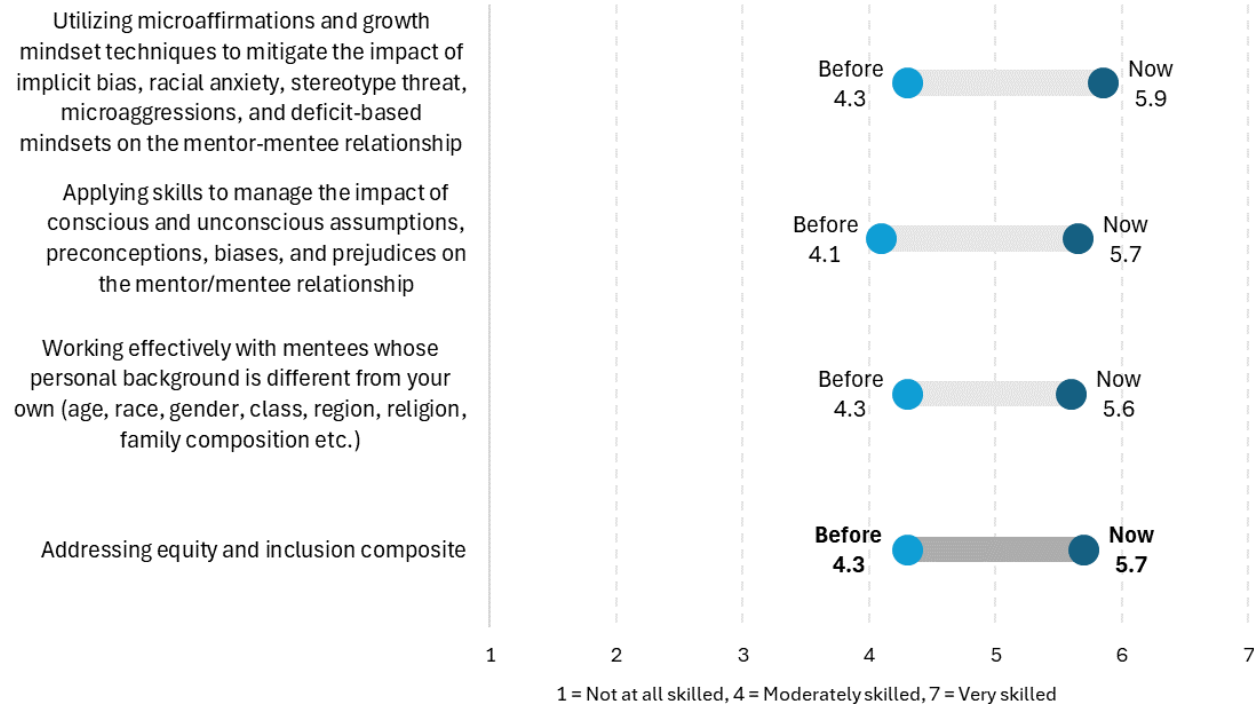 Utilizing microaffirmations and growth
mindset techniques to mitigate the impact of
implicit bias, racial anxiety, stereotype threat,
microaggressions, and deficit-based
mindsets on the mentor-mentee relationship
Before
4.3
Now
5.9
Applying skills to manage the impact of
conscious and unconscious assumptions,
preconceptions, biases, and prejudices on
the mentor/mentee relationship
Before
4.1
Now
5.7
Working effectively with mentees whose
personal background is different from your
own (age, race, gender, class, region, religion,
family composition etc.)
Before
4.3
Now
5.6
Addressing equity and inclusion composite
Before
4.3
Now
5.7
1 2 3 4 5 6 7
1 = Not at all skilled, 4 = Moderately skilled, 7 = Very skilled